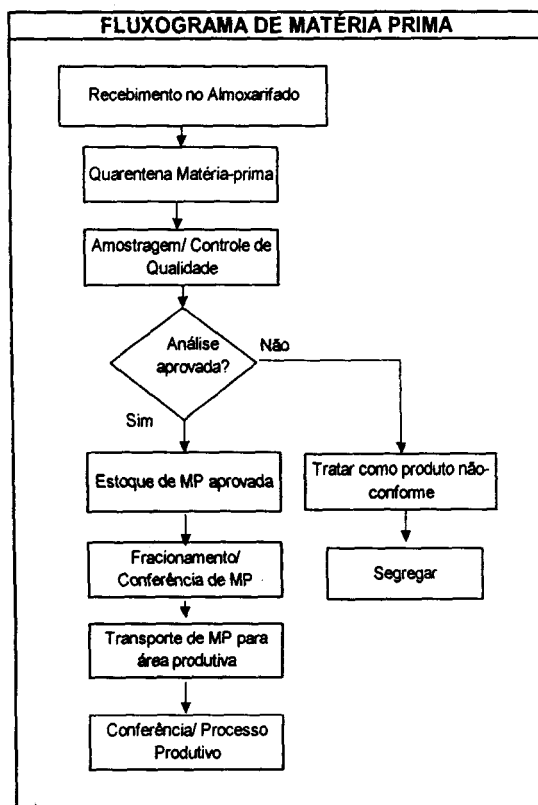 FLUXOGRAMA DE MATÉRIA PRIMA
Recebimento no Almoxarifado
Quarentena Matéria-prima
Amostragem/ Controle de
Qualidade
Análise
aprovada?
Não
Sim
Estoque de MP aprovada
Tratar como produto não-
conforme
Fracionamento/
Conferência de MP
Segregar
Transporte de MP para
área produtiva
Conferência/ Processo
Produtivo